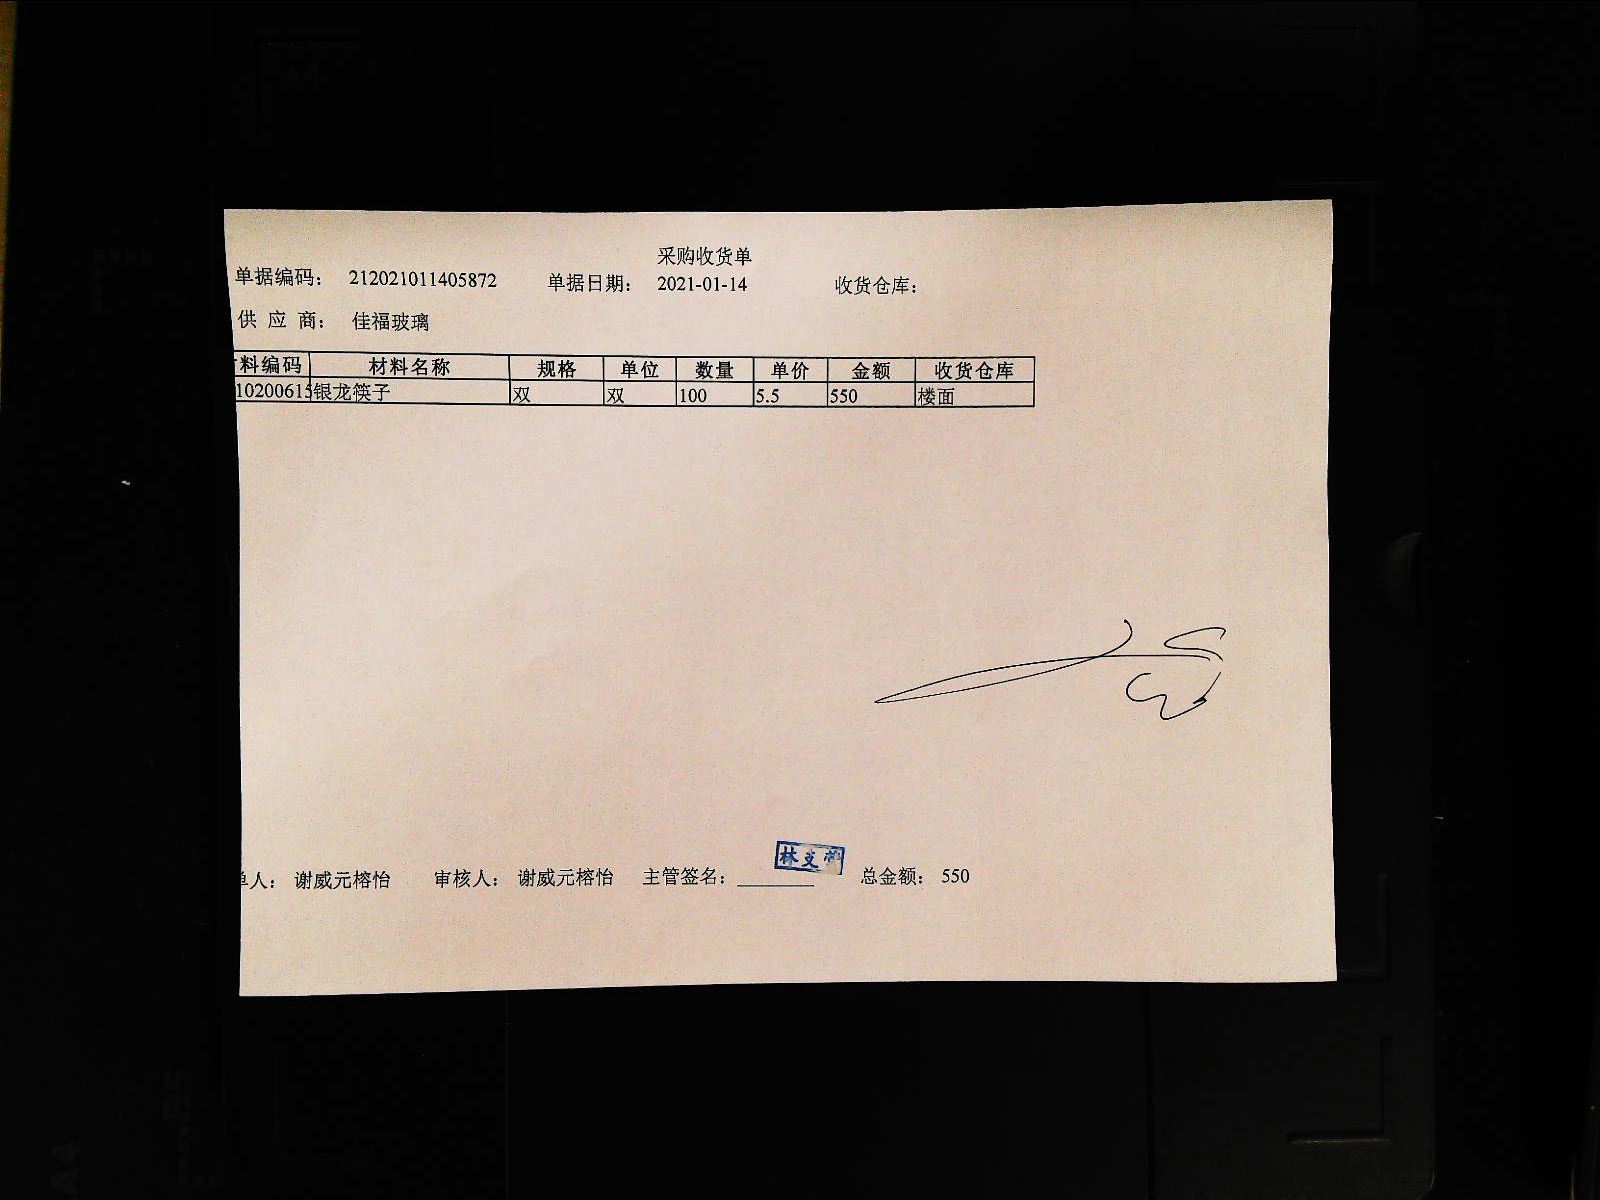 采购收货单
单据编码： 212021011405872 单据日期： 2021-01-14 收货仓库：
供 应 商： 佳福玻璃
料编码 材料名称 规格 单位 数量 单价 金额 收货仓库
10200615 银龙筷子 双 双 100 5.5 550 楼面
林支
单人： 谢威元榕怡 审核人： 谢威元榕怡 主管签名：________ 总金额： 550
A4
B5